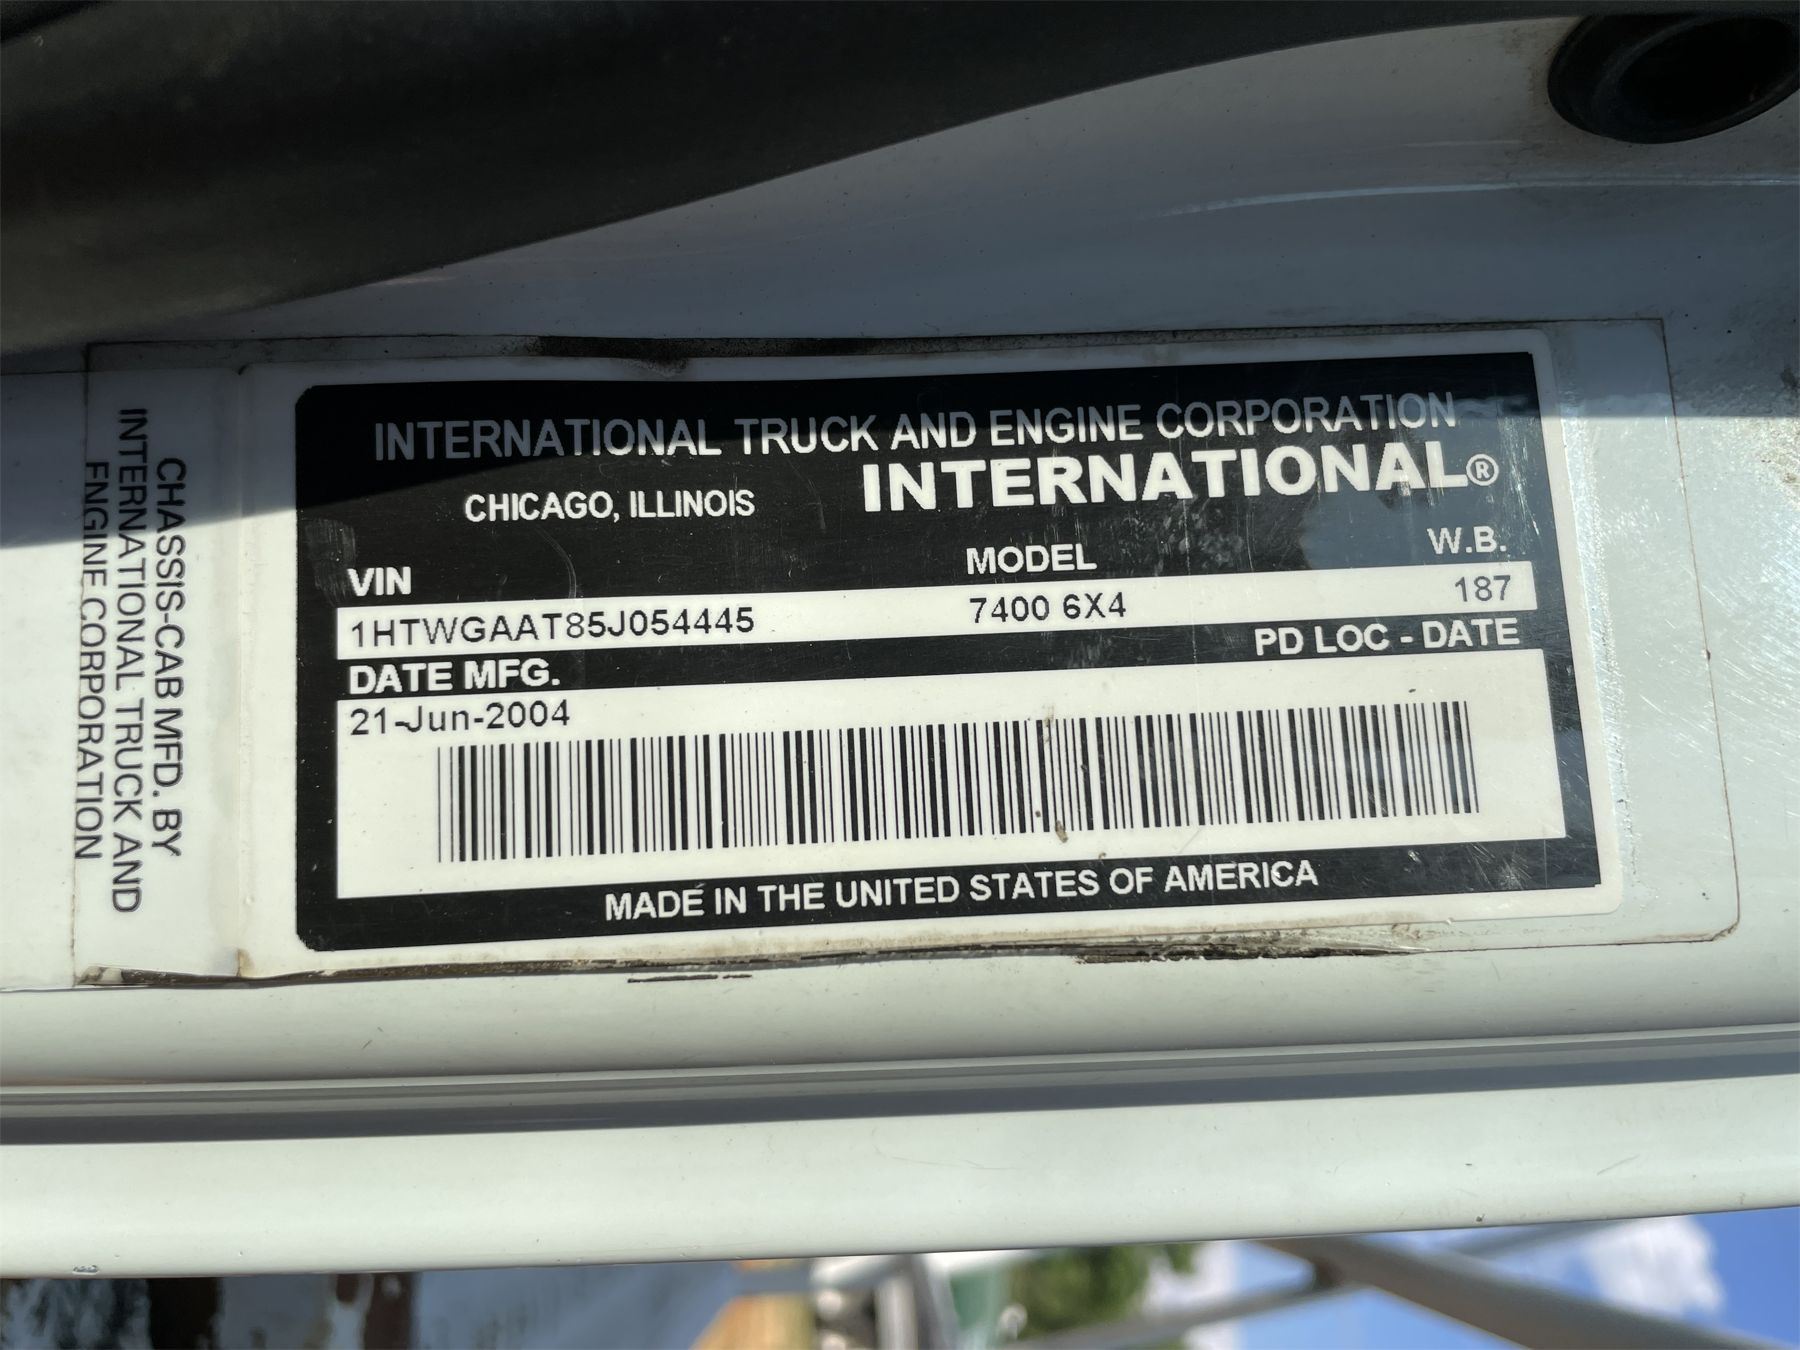 INTERNATIONAL TRUCK AND ENGINE CORPORATION
CHICAGO, ILLINOIS
INTERNATIONAL®
VIN
MODEL
W.B.
1HTWGAAT85J054445
7400 6X4
187
DATE MFG.
PD LOC - DATE
21-Jun-2004
MADE IN THE UNITED STATES OF AMERICA
CHASSIS-CAB MFD. BY
INTERNATIONAL TRUCK AND
ENGINE CORPORATION